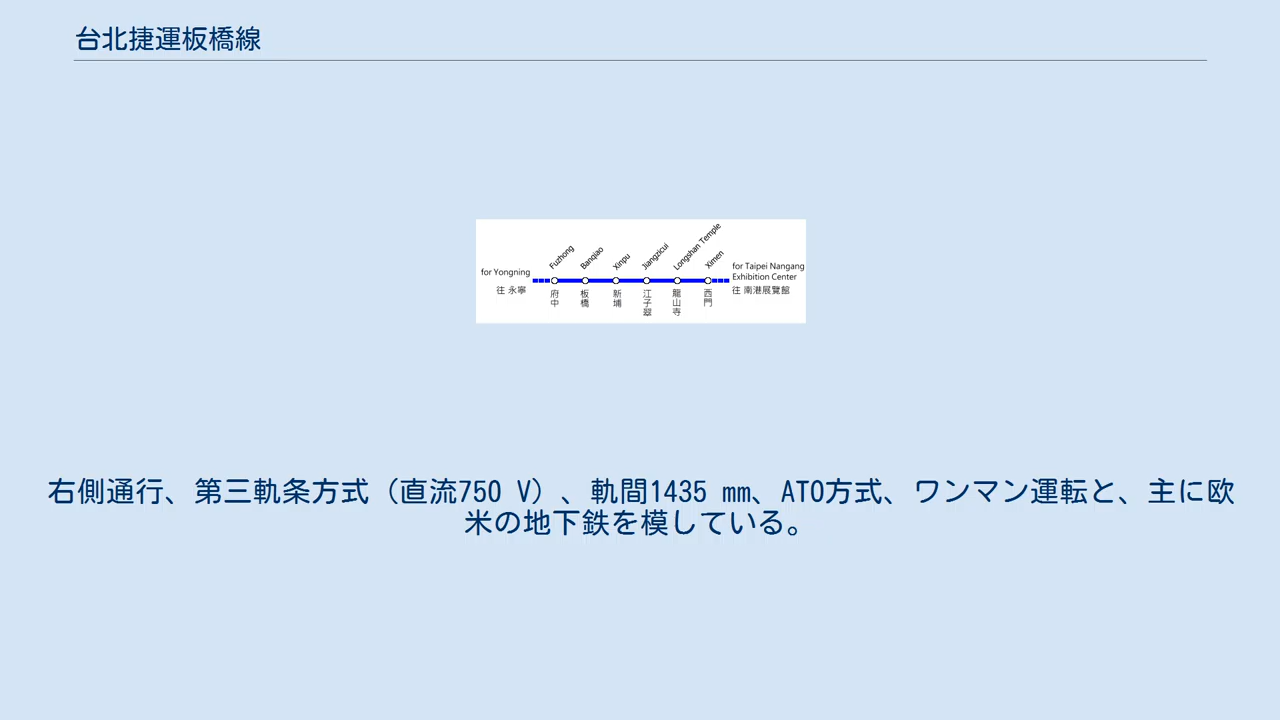 台北捷運板橋線
Fuzhong
Banqiao
Xinpu
Jiangzicui
Longshan Temple
Ximen
for Yongning
往 永寧
for Taipei Nangang
Exhibition Center
往 南港展覽館
府中
板橋
新埔
江子翠
龍山寺
西門
右側通行、第三軌条方式（直流750 V）、軌間1435 mm、ATO方式、ワンマン運転と、主に欧
米の地下鉄を模している。